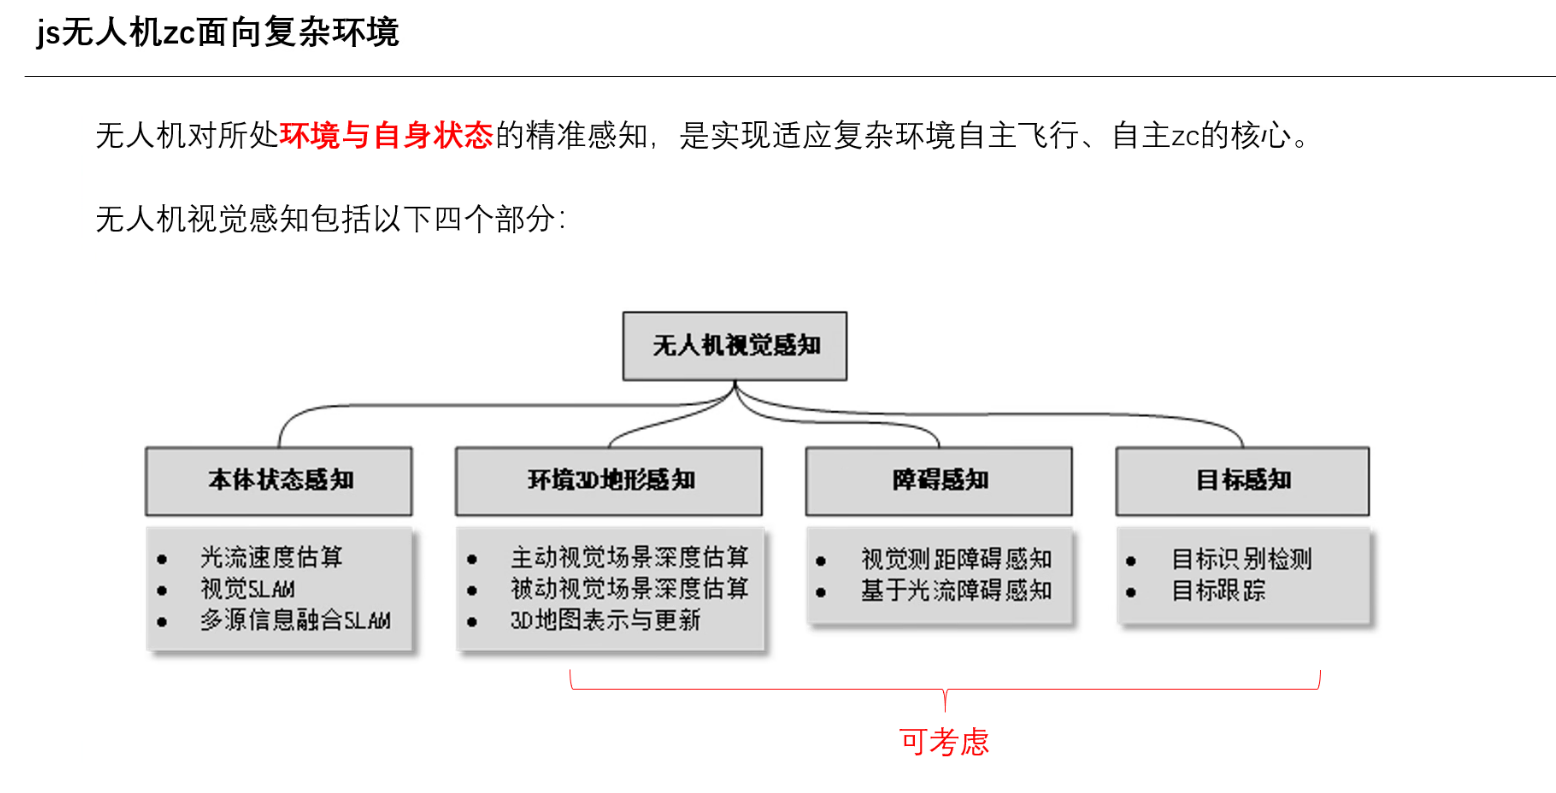 js无人机zc面向复杂环境
无人机对所处环境与自身状态的精准感知，是实现适应复杂环境自主飞行、自主zc的核心。
无人机视觉感知包括以下四个部分：
无人机视觉感知
本体状态感知
环境3D地形感知
障碍感知
目标感知
● 光流速度估算
● 视觉SLAM
● 多源信息融合SLAM
● 主动视觉场景深度估算
● 被动视觉场景深度估算
● 3D地图表示与更新
● 视觉测距障碍感知
● 基于光流障碍感知
● 目标识别检测
● 目标跟踪
可考虑